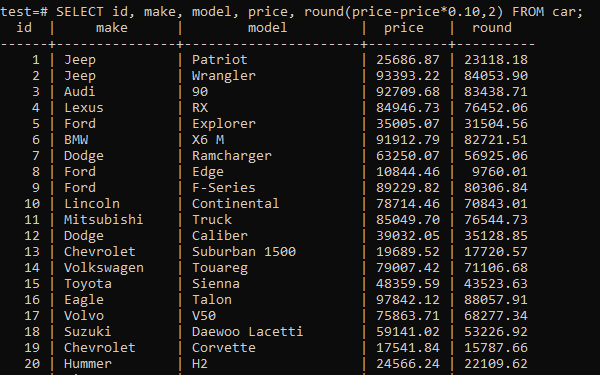 test=# SELECT id, make, model, price, round(price-price*0.10,2) FROM car;
id | make | model | price | round
-----+------------+--------------------+----------+----------
1 | Jeep | Patriot | 25686.87 | 23118.18
2 | Jeep | Wrangler | 93393.22 | 84053.90
3 | Audi | 90 | 92709.68 | 83438.71
4 | Lexus | RX | 84946.73 | 76452.06
5 | Ford | Explorer | 35005.07 | 31504.56
6 | BMW | X6 M | 91912.79 | 82721.51
7 | Dodge | Ramcharger | 63250.07 | 56925.06
8 | Ford | Edge | 10844.46 | 9760.01
9 | Ford | F-Series | 89229.82 | 80306.84
10 | Lincoln | Continental | 78714.46 | 70843.01
11 | Mitsubishi | Truck | 85049.70 | 76544.73
12 | Dodge | Caliber | 39032.05 | 35128.85
13 | Chevrolet | Suburban 1500 | 19689.52 | 17720.57
14 | Volkswagen | Touareg | 79007.42 | 71106.68
15 | Toyota | Sienna | 48359.59 | 43523.63
16 | Eagle | Talon | 97842.12 | 88057.91
17 | Volvo | V50 | 75863.71 | 68277.34
18 | Suzuki | Daewoo Lacetti | 59141.02 | 53226.92
19 | Chevrolet | Corvette | 17541.84 | 15787.66
20 | Hummer | H2 | 24566.24 | 22109.62